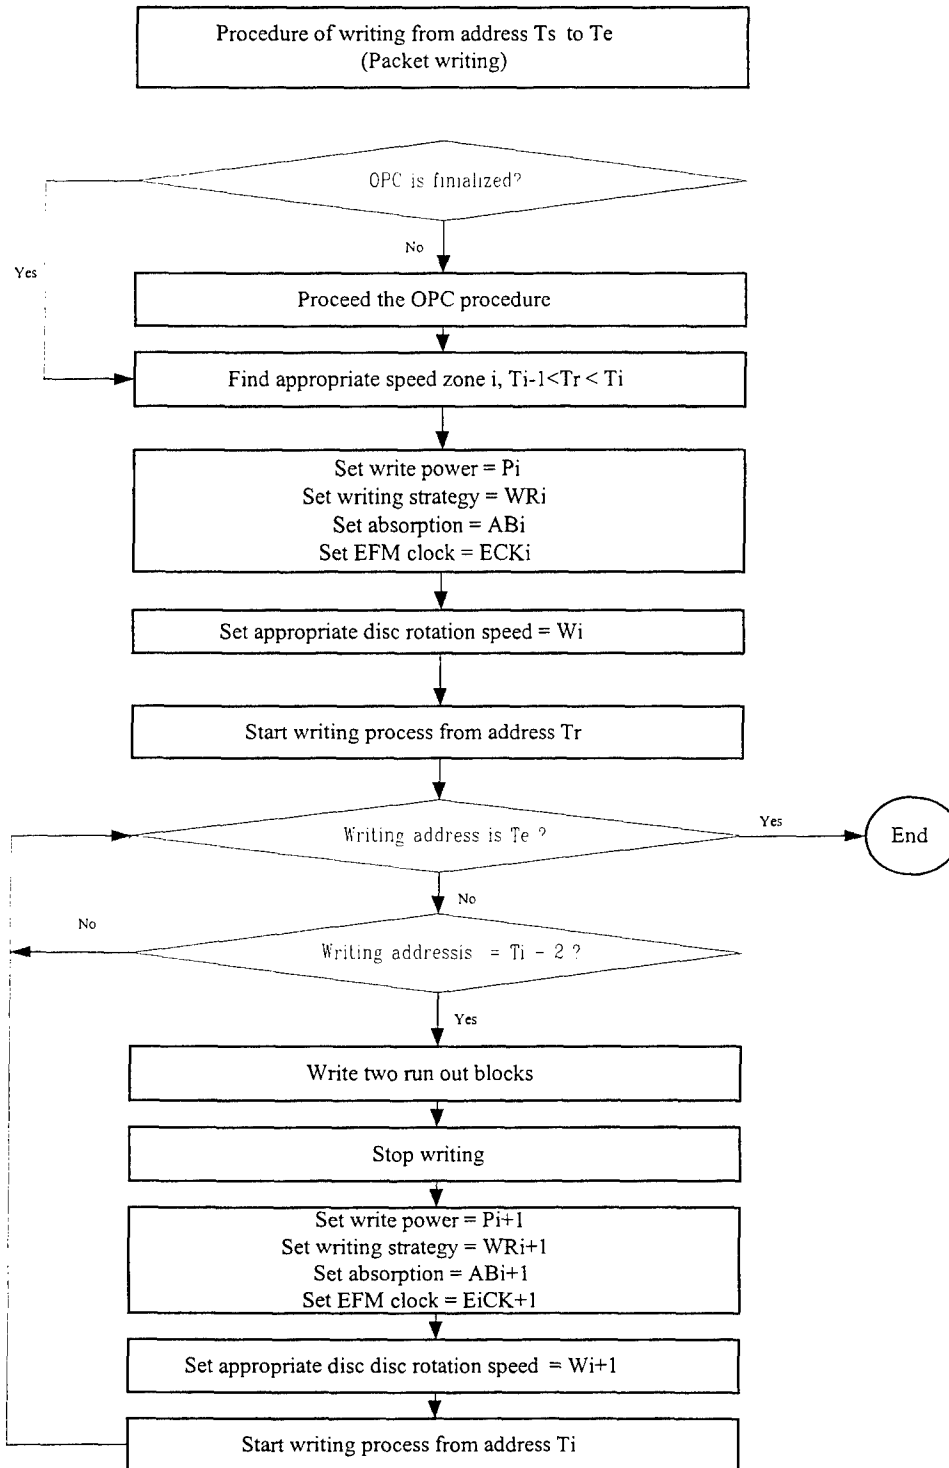 Procedure of writing from address Ts to Te
(Packet writing)
OPC is finialized?
No
Yes
Proceed the OPC procedure
Find appropriate speed zone i, Ti-1<Tr < Ti
Set write power = Pi
Set writing strategy = WRi
Set absorption = ABi
Set EFM clock = ECKi
Set appropriate disc rotation speed = Wi
Start writing process from address Tr
Writing address is Te ?
Yes
End
No
No
Writing addressis = Ti - 2 ?
Yes
Write two run out blocks
Stop writing
Set write power = Pi+1
Set writing strategy = WRi+1
Set absorption = ABi+1
Set EFM clock = EiCK+1
Set appropriate disc disc rotation speed = Wi+1
Start writing process from address Ti